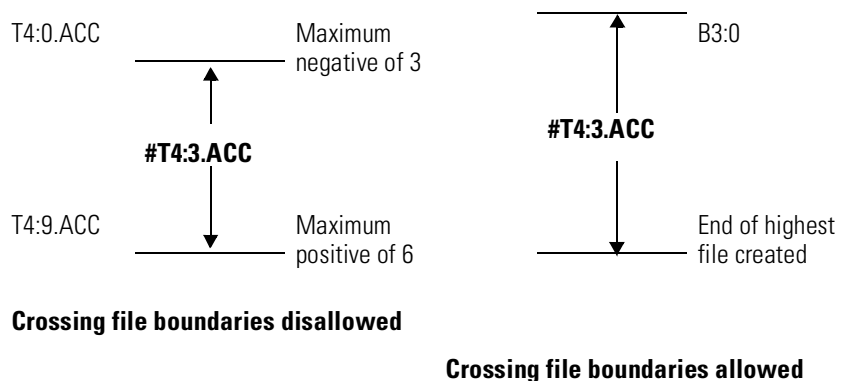 T4:0.ACC
Maximum
negative of 3
#T4:3.ACC
T4:9.ACC
Maximum
positive of 6
Crossing file boundaries disallowed
B3:0
#T4:3.ACC
End of highest
file created
Crossing file boundaries allowed